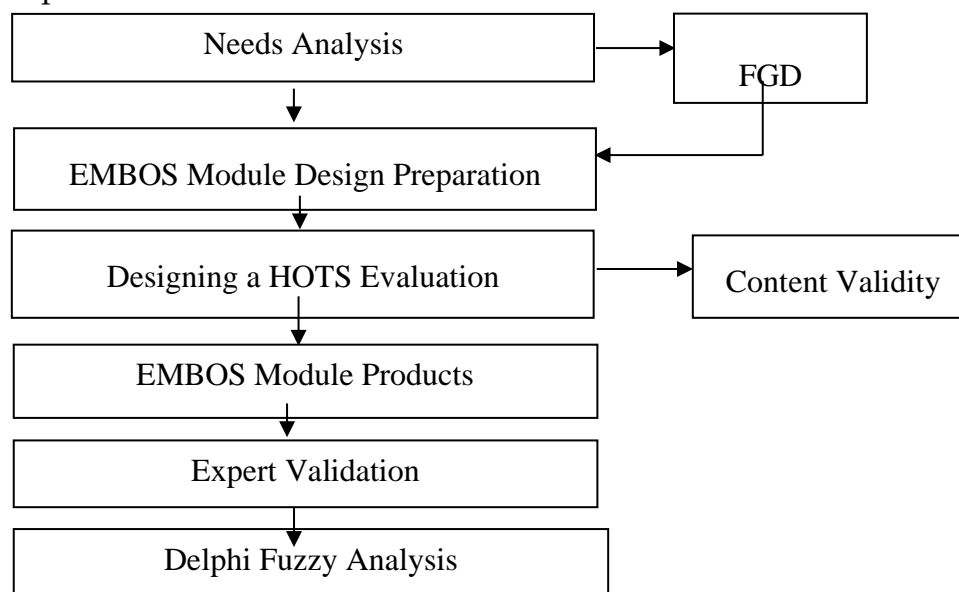 Needs Analysis
FGD
EMBOS Module Design Preparation
Designing a HOTS Evaluation
Content Validity
EMBOS Module Products
Expert Validation
Delphi Fuzzy Analysis